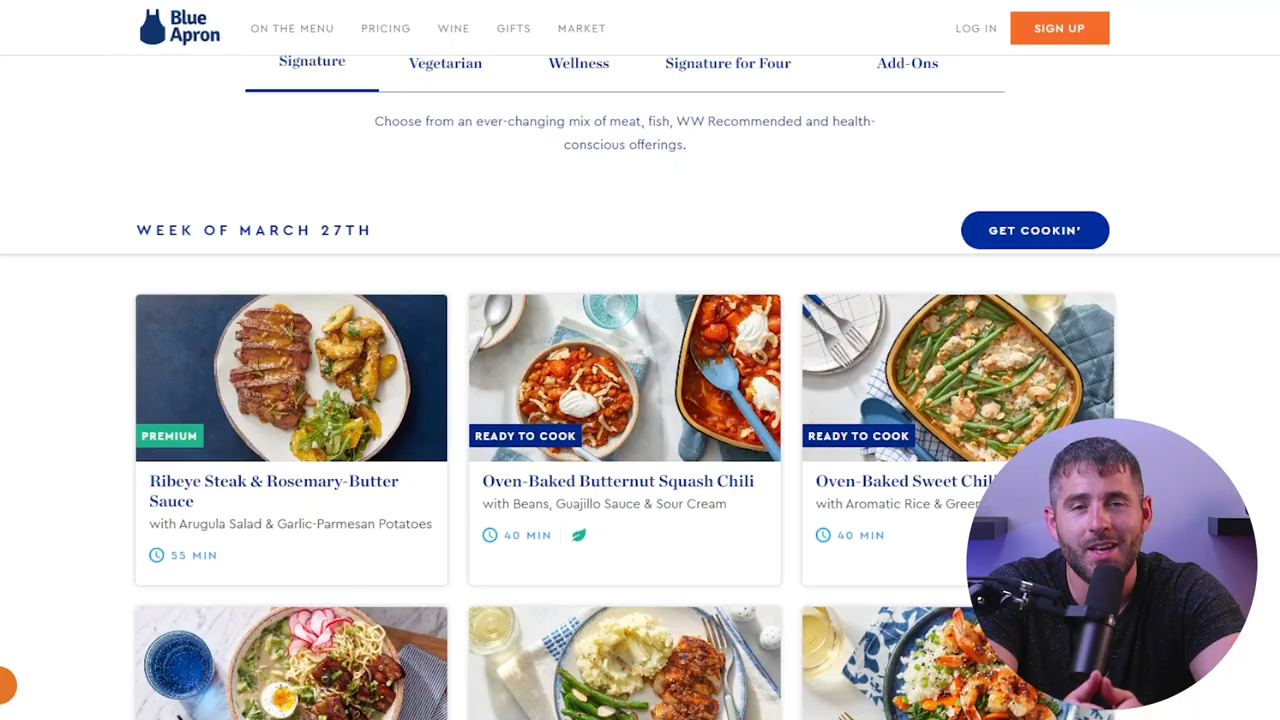 Blue
Apron
ON THE MENU
PRICING
WINE
GIFTS
MARKET
LOG IN
SIGN UP
Signature
Vegetarian
Wellness
Signature for Four
Add-Ons
Choose from an ever-changing mix of meat, fish, WW Recommended and health-
conscious offerings.
WEEK OF MARCH 27TH
GET COOKIN'
PREMIUM
Ribeye Steak & Rosemary-Butter
Sauce
with Arugula Salad & Garlic-Parmesan Potatoes
55 MIN
READY TO COOK
Oven-Baked Butternut Squash Chili
with Beans, Guajillo Sauce & Sour Cream
40 MIN
READY TO COOK
Oven-Baked Sweet
with Aromatic Rice &
40 MIN